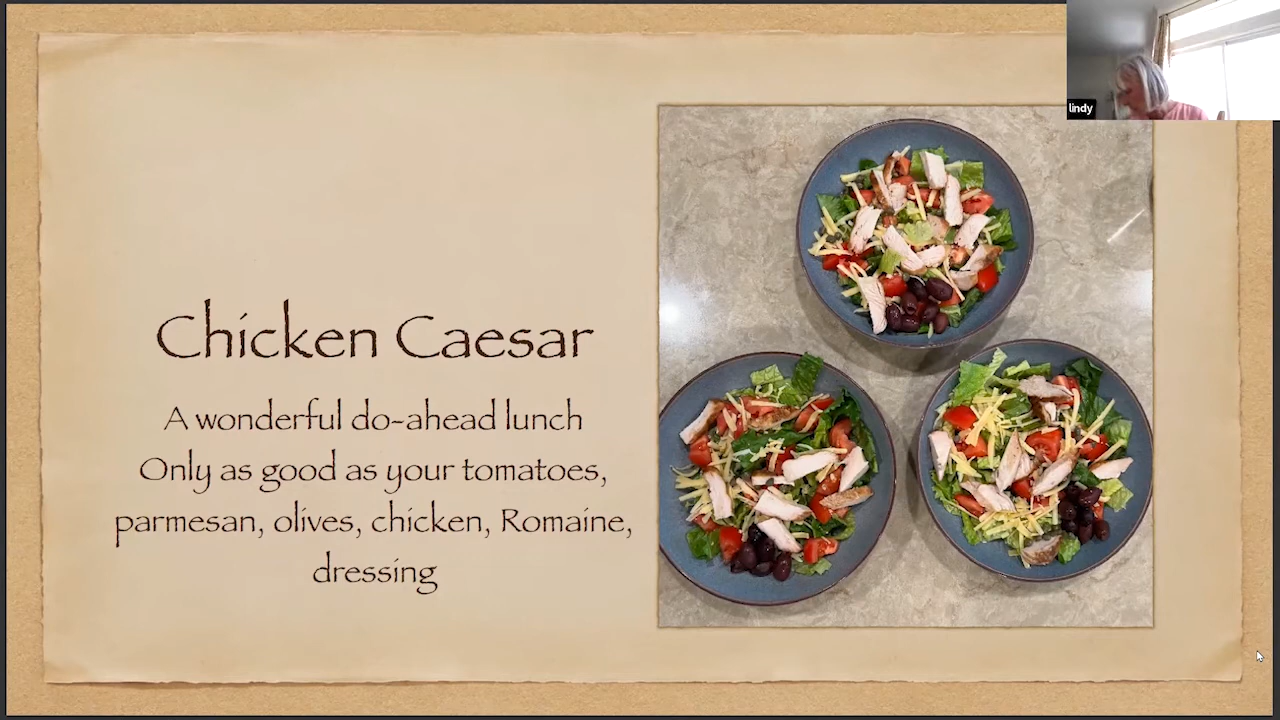 lindy
Chicken Caesar
A wonderful do-ahead lunch
Only as good as your tomatoes,
parmesan, olives, chicken, Romaine,
dressing